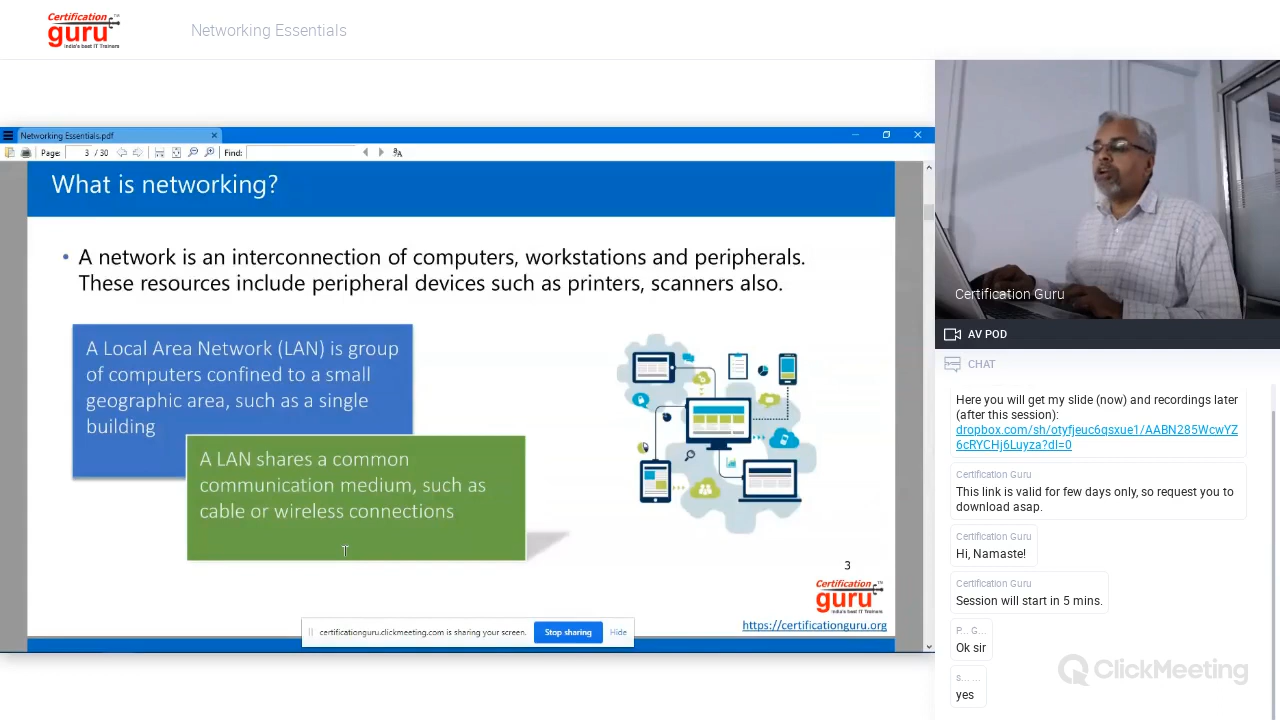 Certification
guru
India's best IT Trainers
Networking Essentials
Networking Essentials.pdf
Page: 3 / 30 Find:
What is networking?
• A network is an interconnection of computers, workstations and peripherals.
These resources include peripheral devices such as printers, scanners also.
A Local Area Network (LAN) is group
of computers confined to a small
geographic area, such as a single
building
A LAN shares a common
communication medium, such as
cable or wireless connections
3
Certification
guru
India's best IT Trainers
https://certificationguru.org
certificationguru.clickmeeting.com is sharing your screen. Stop sharing Hide
Certification Guru
AV POD
CHAT
Here you will get my slide (now) and recordings later
(after this session):
dropbox.com/sh/otyfjeuc6qsxue1/AABN285WcwYZ
6cRYCHj6Luyza?dl=0
Certification Guru
This link is valid for few days only, so request you to
download asap.
Certification Guru
Hi, Namaste!
Certification Guru
Session will start in 5 mins.
P... G...
Ok sir
s... ...
yes
ClickMeeting